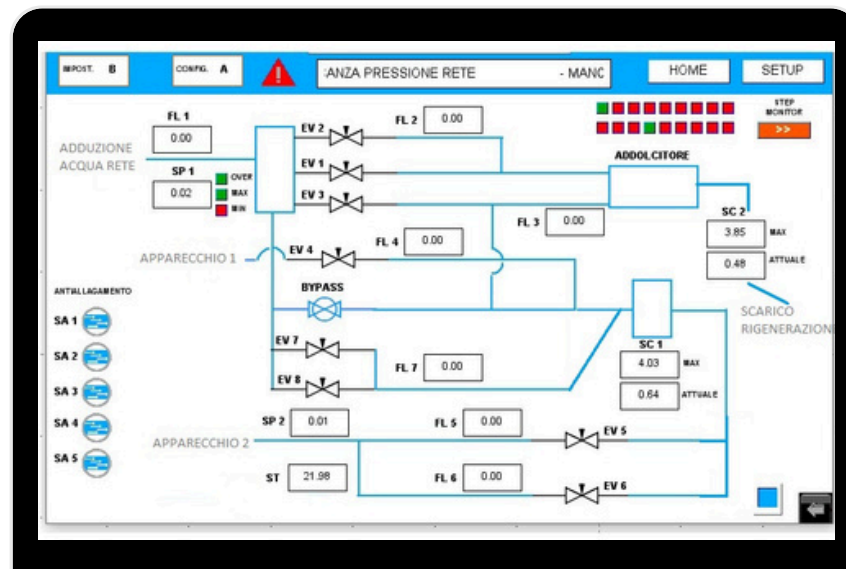 IMPOST. B
CONFIG. A
ANZA PRESSIONE RETE - MANC
HOME
SETUP
FL 1
0.00
EV 2
FL 2
0.00
STEP MONITOR
>>
ADDUZIONE
ACQUA RETE
SP 1
0.02
OVER
MAX
MIN
EV 1
EV 3
ADDOLCITORE
FL 3
0.00
SC 2
3.85
MAX
0.48
ATTUALE
APPARECCHIO 1
EV 4
FL 4
0.00
BYPASS
SCARICO
RIGENERAZIONE
ANTIALLAGAMENTO
SA 1
SA 2
SA 3
SA 4
SA 5
EV 7
EV 8
FL 7
0.00
SC 1
4.03
MAX
0.64
ATTUALE
SP 2
0.01
FL 5
0.00
EV 5
APPARECCHIO 2
ST
21.98
FL 6
0.00
EV 6